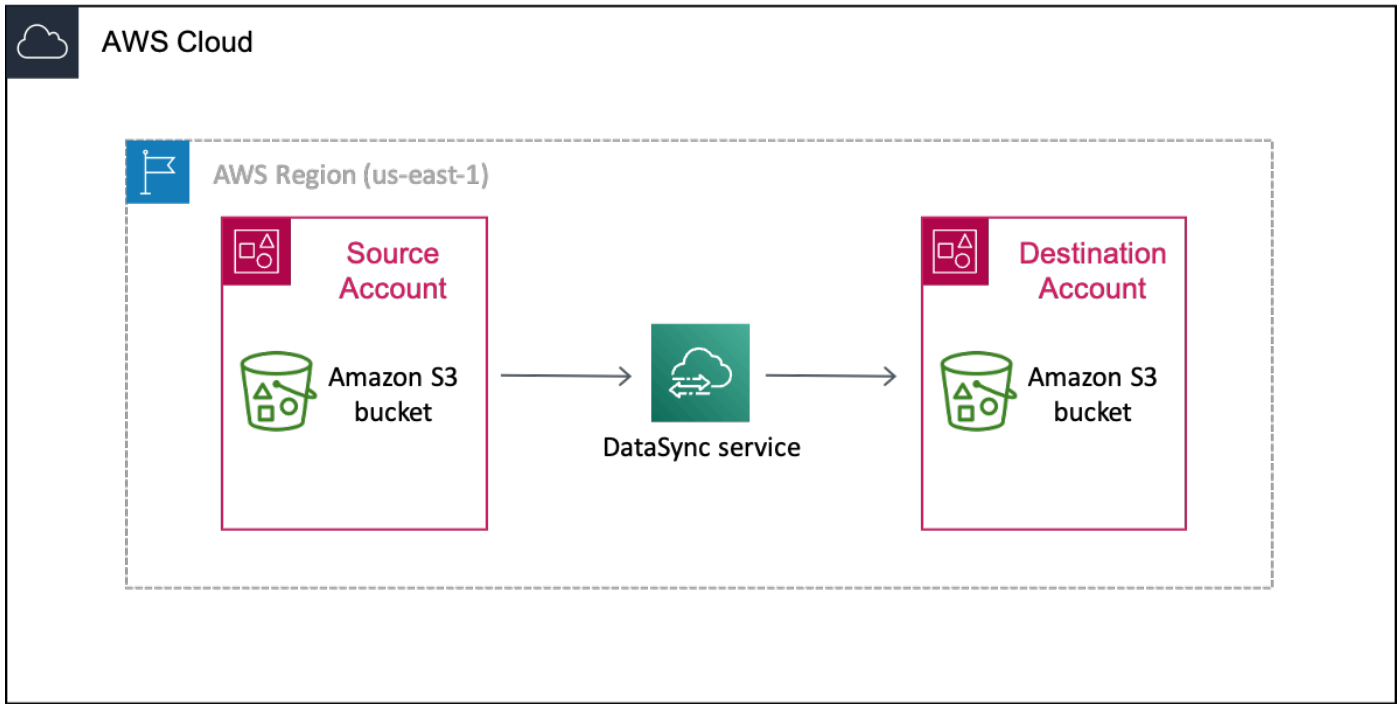 AWS Cloud
AWS Region (us-east-1)
Source
Account
Amazon S3
bucket
DataSync service
Destination
Account
Amazon S3
bucket